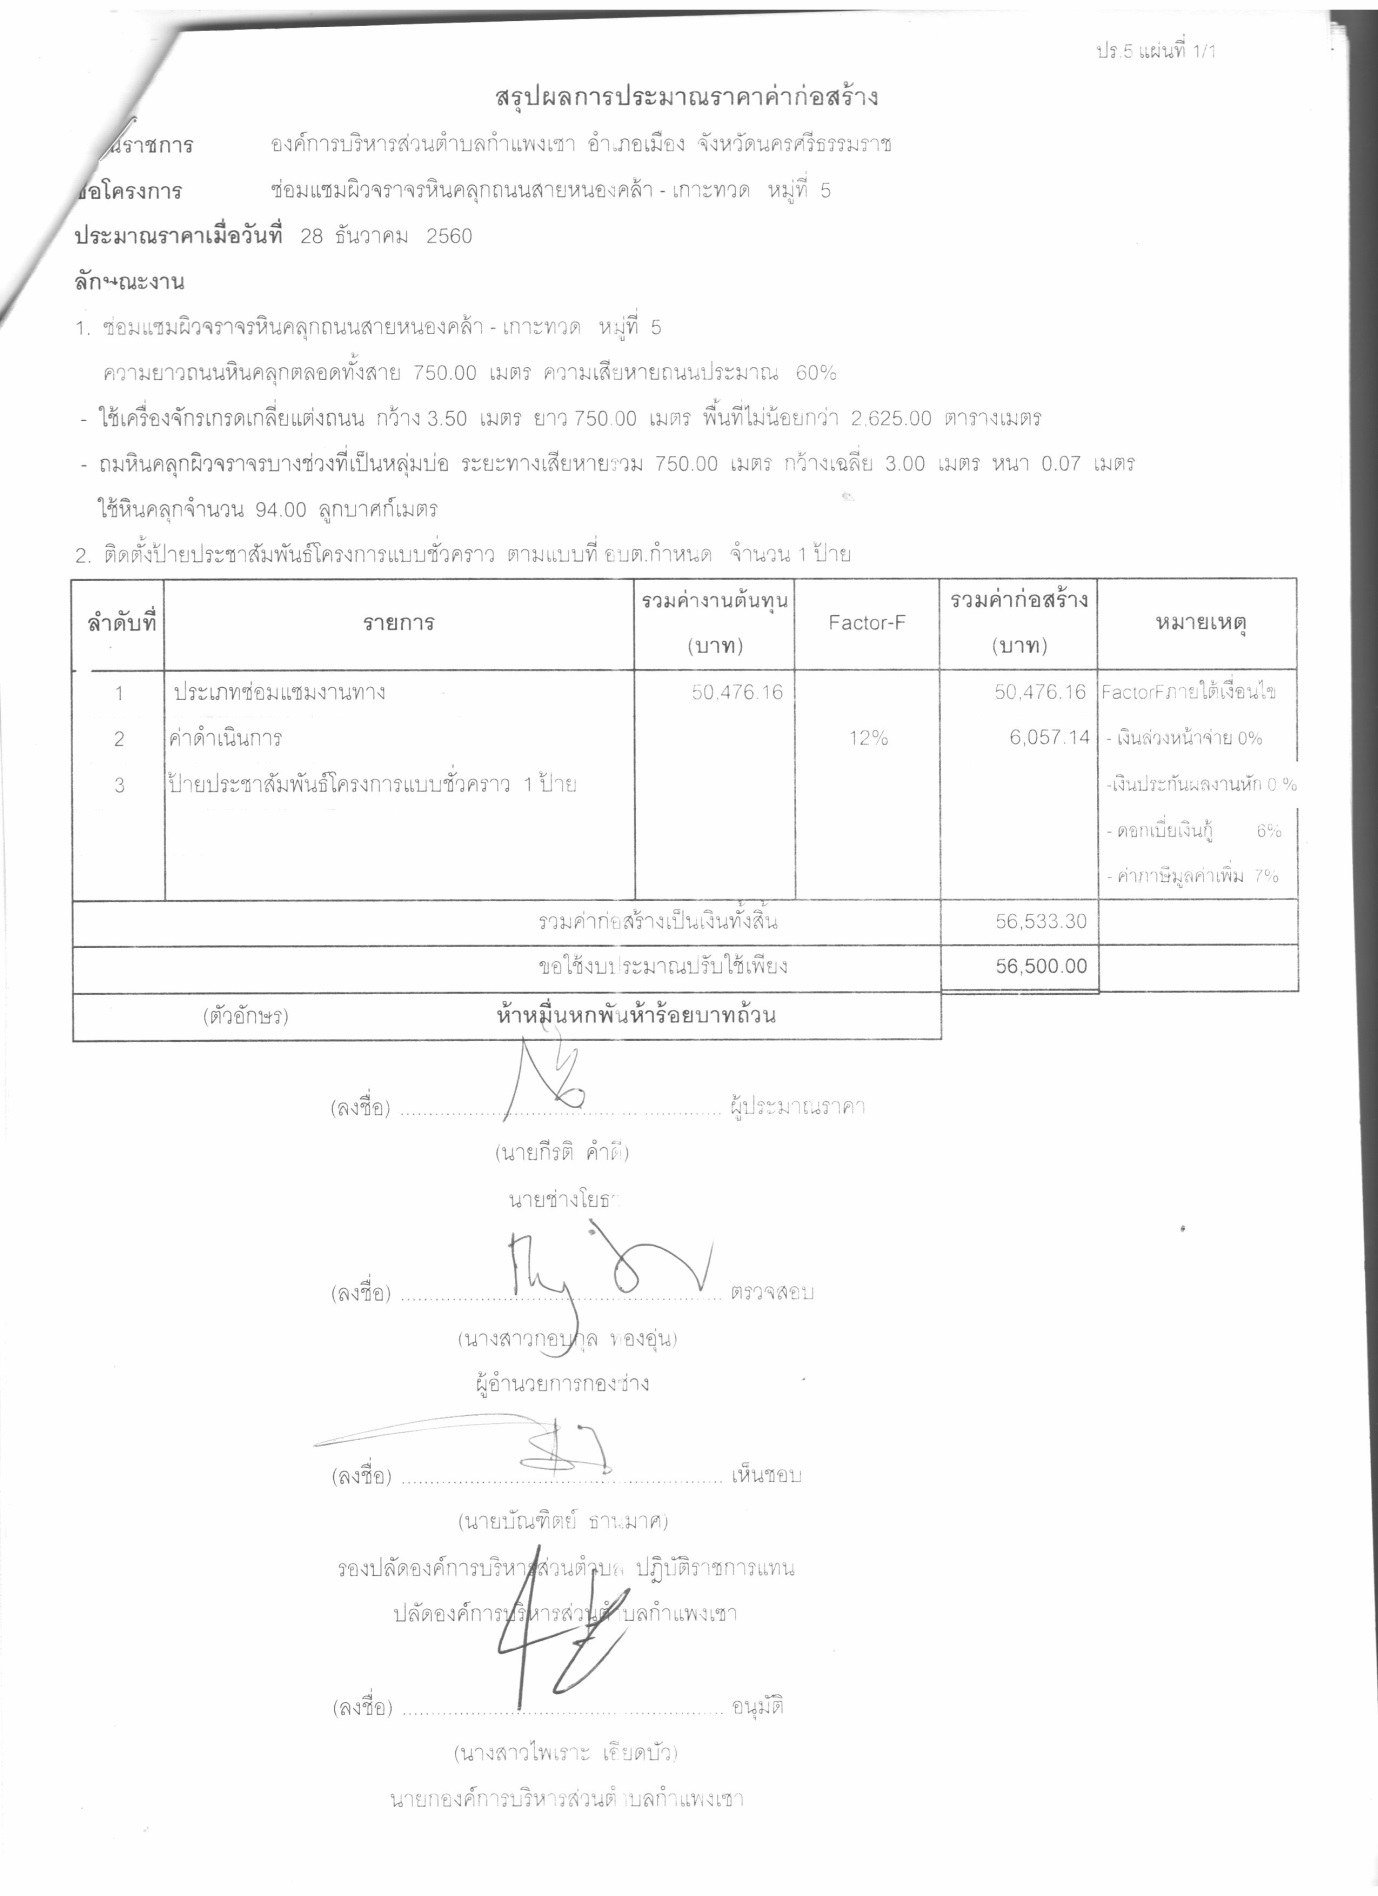 ปร.5 แผ่นที่ 1/1
สรุปผลการประมาณราคาค่าก่อสร้าง
ราชการ องค์การบริหารส่วนตำบลกำแพงเซา อำเภอเมือง จังหวัดนครศรีธรรมราช
ชื่อโครงการ ซ่อมแซมผิวจราจรหินคลุกถนนสายหนองคล้า - เกาะทวด หมู่ที่ 5
ประมาณราคาเมื่อวันที่ 28 ธันวาคม 2560
ลักษณะงาน
1. ซ่อมแซมผิวจราจรหินคลุกถนนสายหนองคล้า - เกาะทวด หมู่ที่ 5
ความยาวถนนหินคลุกตลอดทั้งสาย 750.00 เมตร ความเสียหายถนนประมาณ 60%
- ใช้เครื่องจักรเกรดเกลี่ยแต่งถนน กว้าง 3.50 เมตร ยาว 750.00 เมตร พื้นที่ไม่น้อยกว่า 2,625.00 ตารางเมตร
- ถมหินคลุกผิวจราจรบางช่วงที่เป็นหลุ่มบ่อ ระยะทางเสียหายรวม 750.00 เมตร กว้างเฉลี่ย 3.00 เมตร หนา 0.07 เมตร
ใช้หินคลุกจำนวน 94.00 ลูกบาศก์เมตร
2. ติดตั้งป้ายประชาสัมพันธ์โครงการแบบชั่วคราว ตามแบบที่ อบต.กำหนด จำนวน 1 ป้าย
ลำดับที่ รายการ รวมค่างานต้นทุน (บาท) Factor-F รวมค่าก่อสร้าง (บาท) หมายเหตุ
1 ประเภทซ่อมแซมงานทาง 50,476.16 50,476.16 FactorFภายใต้เงื่อนไข
2 ค่าดำเนินการ 12% 6,057.14 - เงินล่วงหน้าจ่าย 0%
3 ป้ายประชาสัมพันธ์โครงการแบบชั่วคราว 1 ป้าย -เงินประกันผลงานหัก 0 %
- ดอกเบี้ยเงินกู้ 6%
- ค่าภาษีมูลค่าเพิ่ม 7%
รวมค่าก่อสร้างเป็นเงินทั้งสิ้น 56,533.30
ขอใช้งบประมาณปรับใช้เพียง 56,500.00
(ตัวอักษร) ห้าหมื่นหกพันห้าร้อยบาทถ้วน
(ลงชื่อ) ........................................ ผู้ประมาณราคา
(นายกีรติ คำดี)
นายช่างโยธา
(ลงชื่อ) ........................................ ตรวจสอบ
(นางสาวกอบกุล ทองอุ่น)
ผู้อำนวยการกองช่าง
(ลงชื่อ) ........................................ เห็นชอบ
(นายบัณฑิตย์ ธานมาศ)
รองปลัดองค์การบริหารส่วนตำบล ปฏิบัติราชการแทน
ปลัดองค์การบริหารส่วนตำบลกำแพงเซา
(ลงชื่อ) ........................................ อนุมัติ
(นางสาวไพเราะ เอียดบัว)
นายกองค์การบริหารส่วนตำบลกำแพงเซา